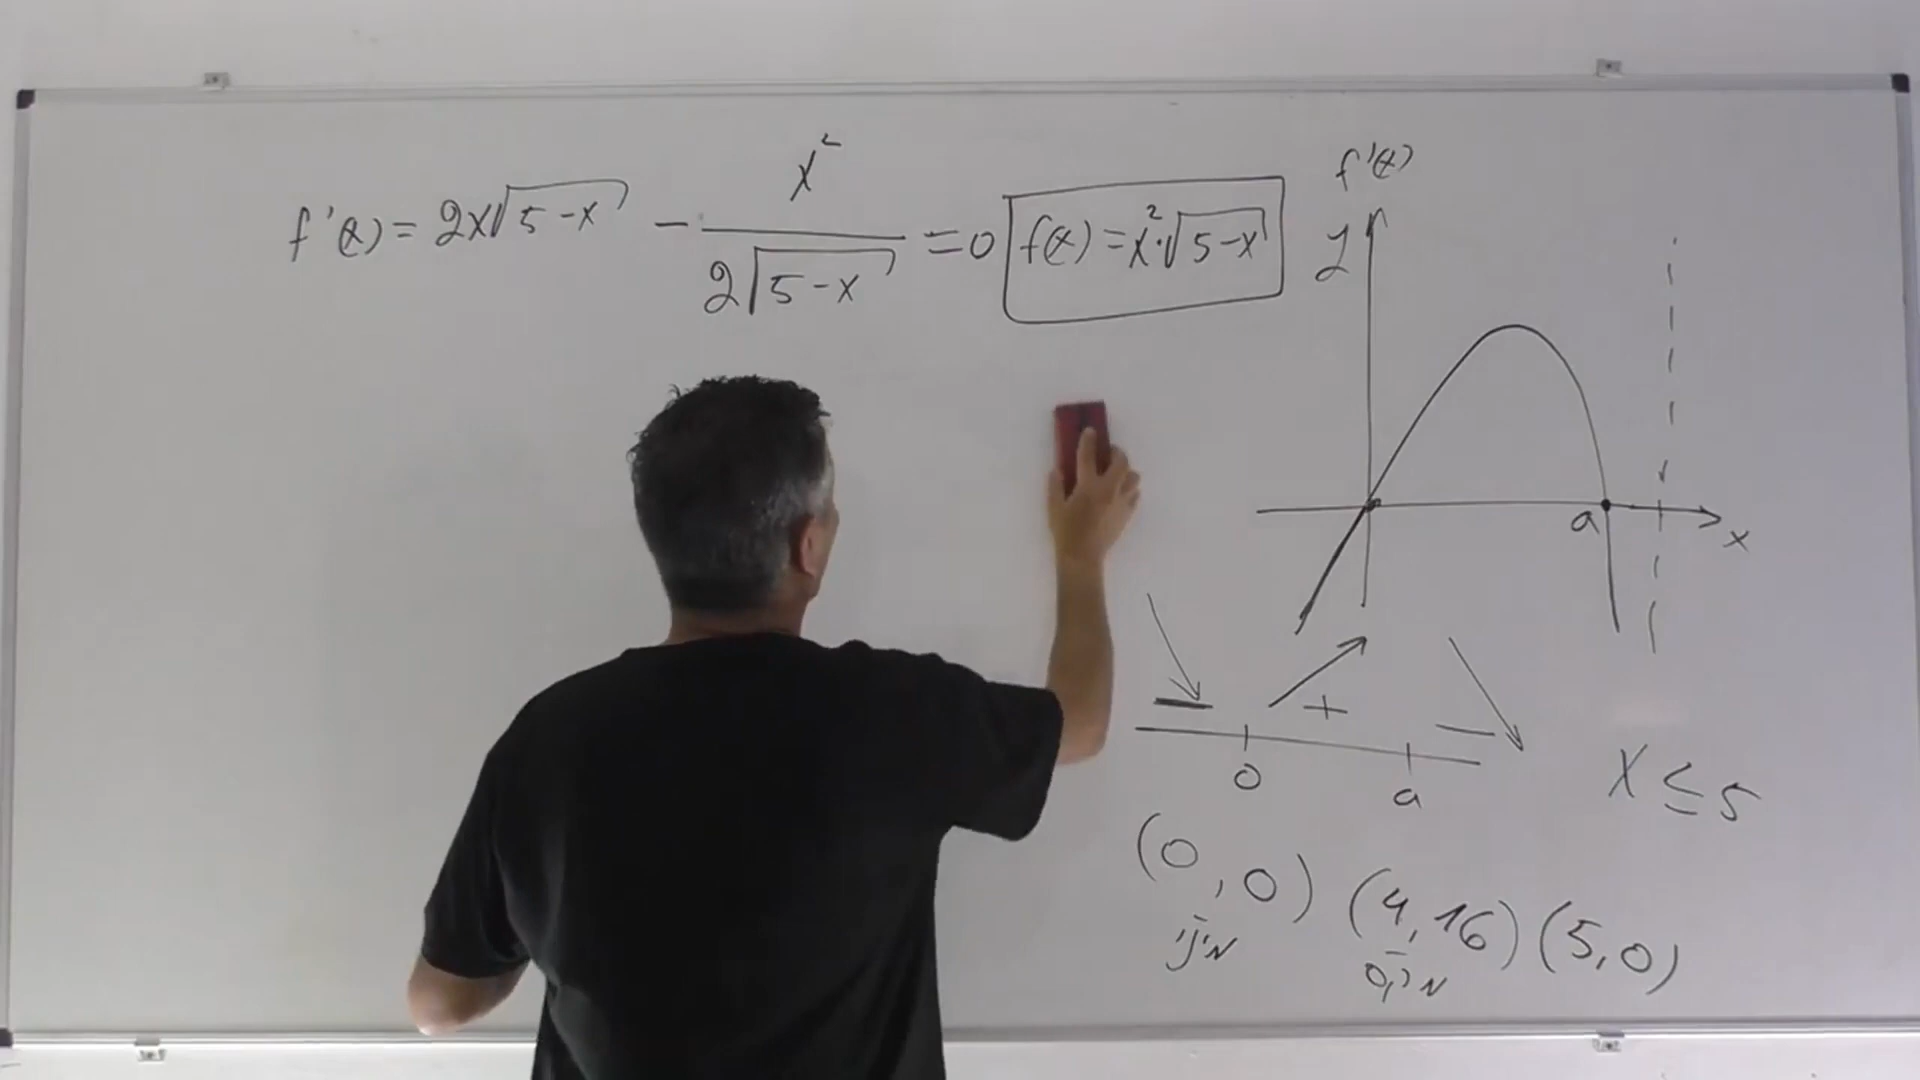 f'(x) = 2x√5-x - x² / 2√5-x = 0
f(x) = x²·√5-x
f'(x)
y
a
x
- + -
0 a
x ≤ 5
(0,0) (4,16) (5,0)